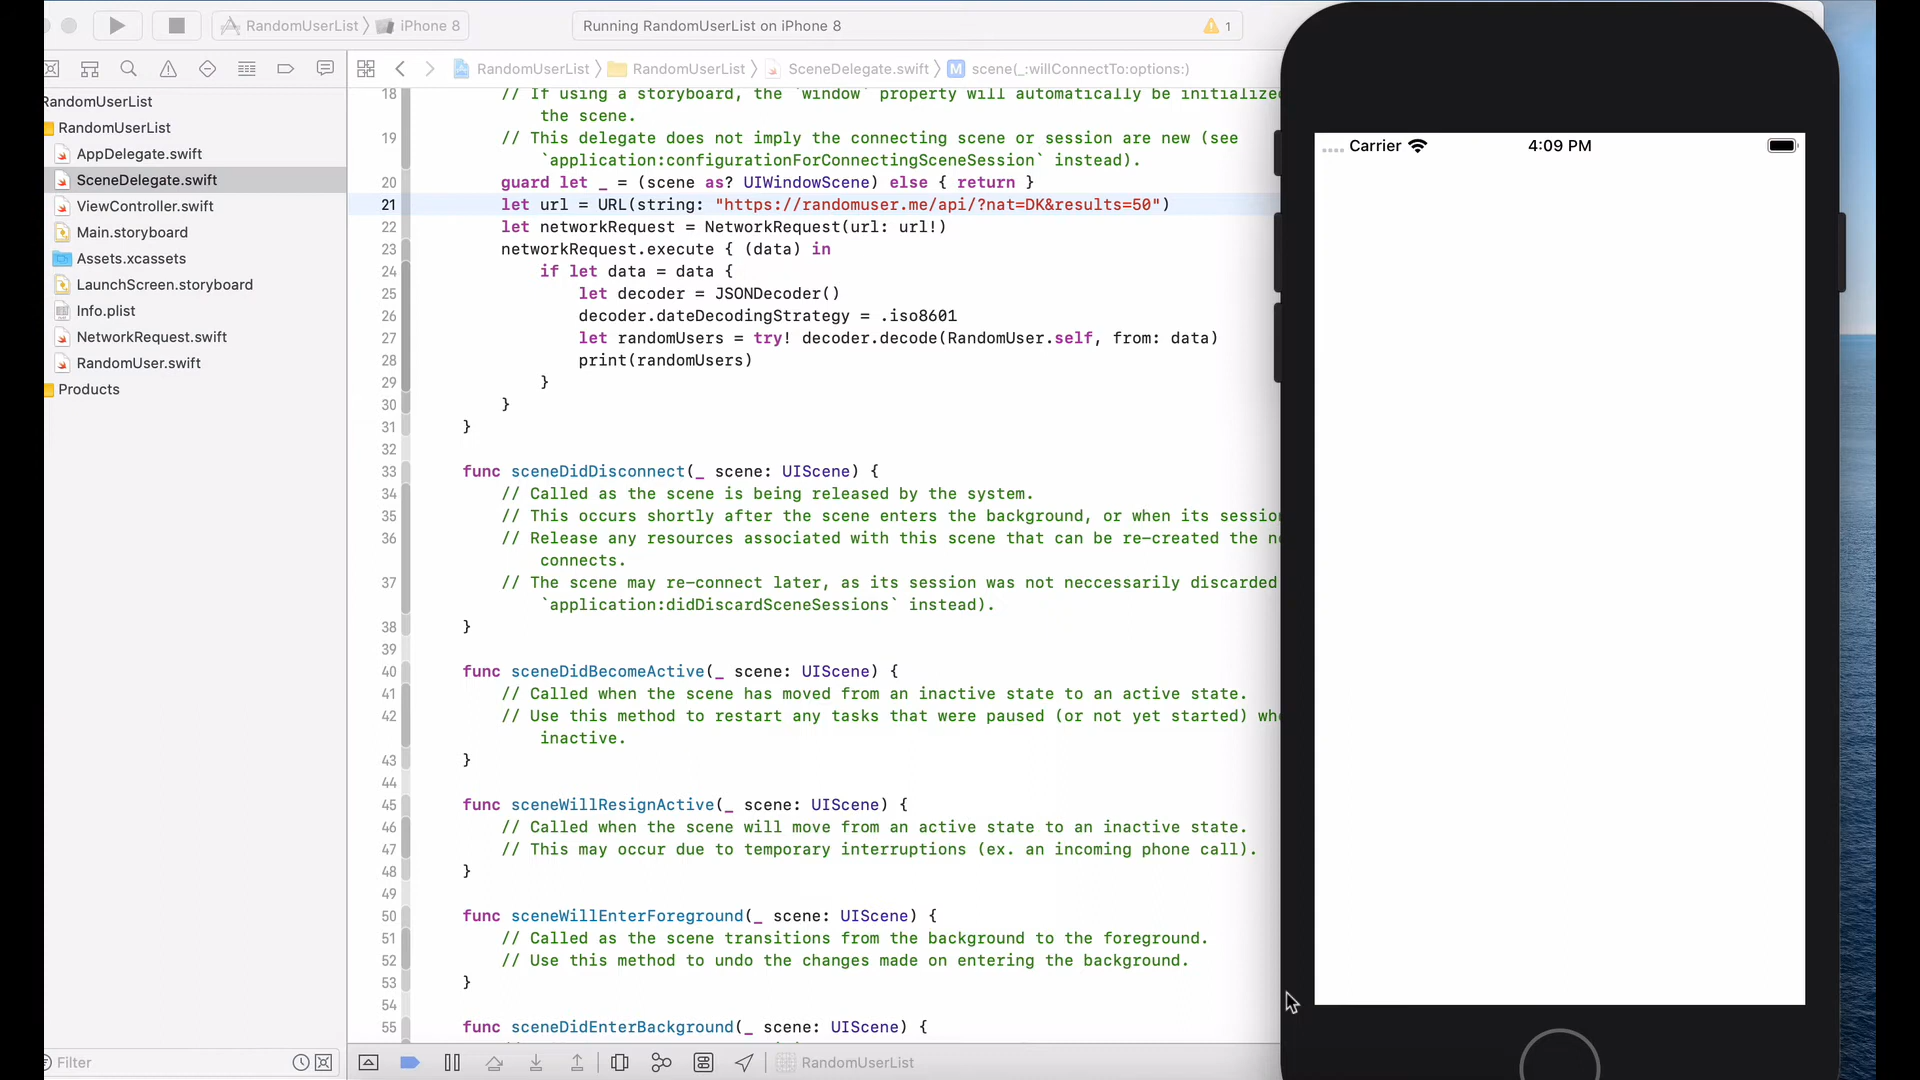 RandomUserList
iPhone 8
Running RandomUserList on iPhone 8
1
RandomUserList
RandomUserList
SceneDelegate.swift
M
scene(_:willConnectTo:options:)
RandomUserList
RandomUserList
AppDelegate.swift
SceneDelegate.swift
ViewController.swift
Main.storyboard
Assets.xcassets
LaunchScreen.storyboard
Info.plist
NetworkRequest.swift
RandomUser.swift
Products
Filter
18 // If using a storyboard, the `window` property will automatically be initialized
the scene.
19 // This delegate does not imply the connecting scene or session are new (see
`application:configurationForConnectingSceneSession` instead).
20 guard let _ = (scene as? UIWindowScene) else { return }
21 let url = URL(string: "https://randomuser.me/api/?nat=DK&results=50")
22 let networkRequest = NetworkRequest(url: url!)
23 networkRequest.execute { (data) in
24 if let data = data {
25 let decoder = JSONDecoder()
26 decoder.dateDecodingStrategy = .iso8601
27 let randomUsers = try! decoder.decode(RandomUser.self, from: data)
28 print(randomUsers)
29 }
30 }
31 }
32
33 func sceneDidDisconnect(_ scene: UIScene) {
34 // Called as the scene is being released by the system.
35 // This occurs shortly after the scene enters the background, or when its session
36 // Release any resources associated with this scene that can be re-created the ne
connects.
37 // The scene may re-connect later, as its session was not neccessarily discarded
`application:didDiscardSceneSessions` instead).
38 }
39
40 func sceneDidBecomeActive(_ scene: UIScene) {
41 // Called when the scene has moved from an inactive state to an active state.
42 // Use this method to restart any tasks that were paused (or not yet started) whe
inactive.
43 }
44
45 func sceneWillResignActive(_ scene: UIScene) {
46 // Called when the scene will move from an active state to an inactive state.
47 // This may occur due to temporary interruptions (ex. an incoming phone call).
48 }
49
50 func sceneWillEnterForeground(_ scene: UIScene) {
51 // Called as the scene transitions from the background to the foreground.
52 // Use this method to undo the changes made on entering the background.
53 }
54
55 func sceneDidEnterBackground(_ scene: UIScene) {
RandomUserList
Carrier
4:09 PM